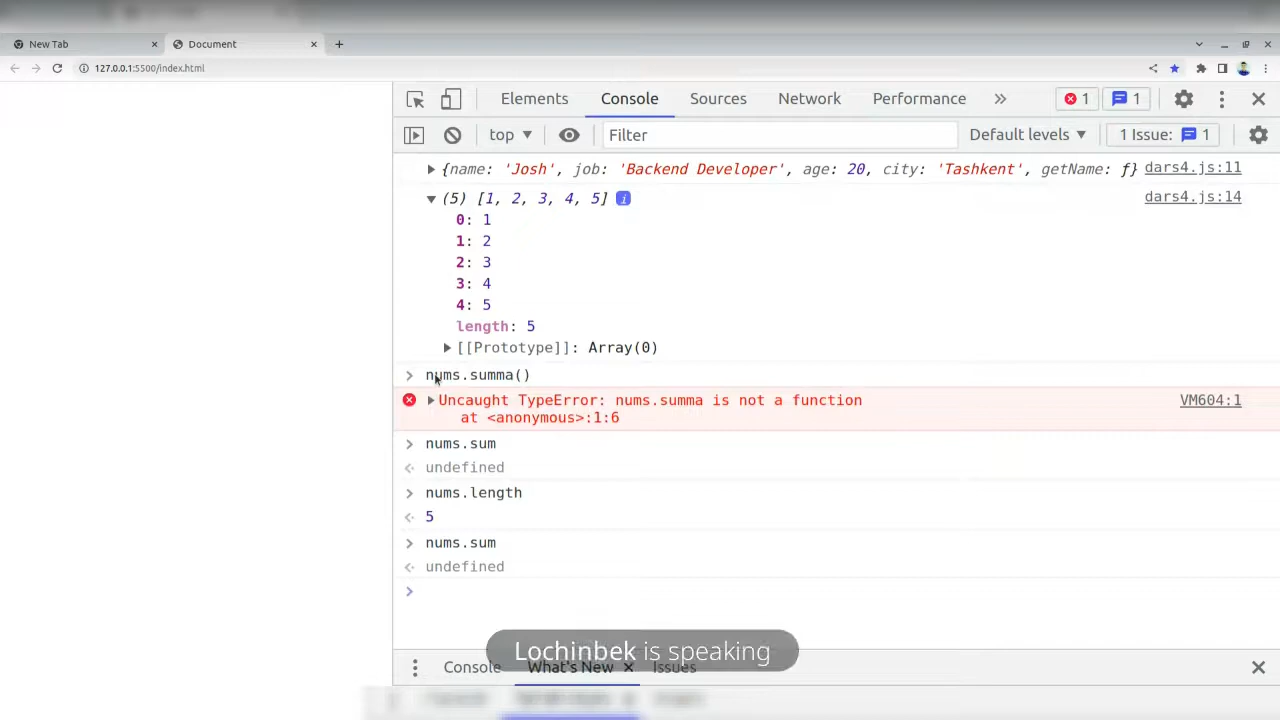 New Tab
Document
127.0.0.1:5500/index.html
Elements Console Sources Network Performance 1 1
top Filter Default levels 1 Issue: 1
{name: 'Josh', job: 'Backend Developer', age: 20, city: 'Tashkent', getName: ƒ} dars4.js:11
(5) [1, 2, 3, 4, 5] i dars4.js:14
0: 1
1: 2
2: 3
3: 4
4: 5
length: 5
[[Prototype]]: Array(0)
nums.summa()
Uncaught TypeError: nums.summa is not a function VM604:1
at <anonymous>:1:6
nums.sum
undefined
nums.length
5
nums.sum
undefined
Lochinbek is speaking
Console What's New Issues